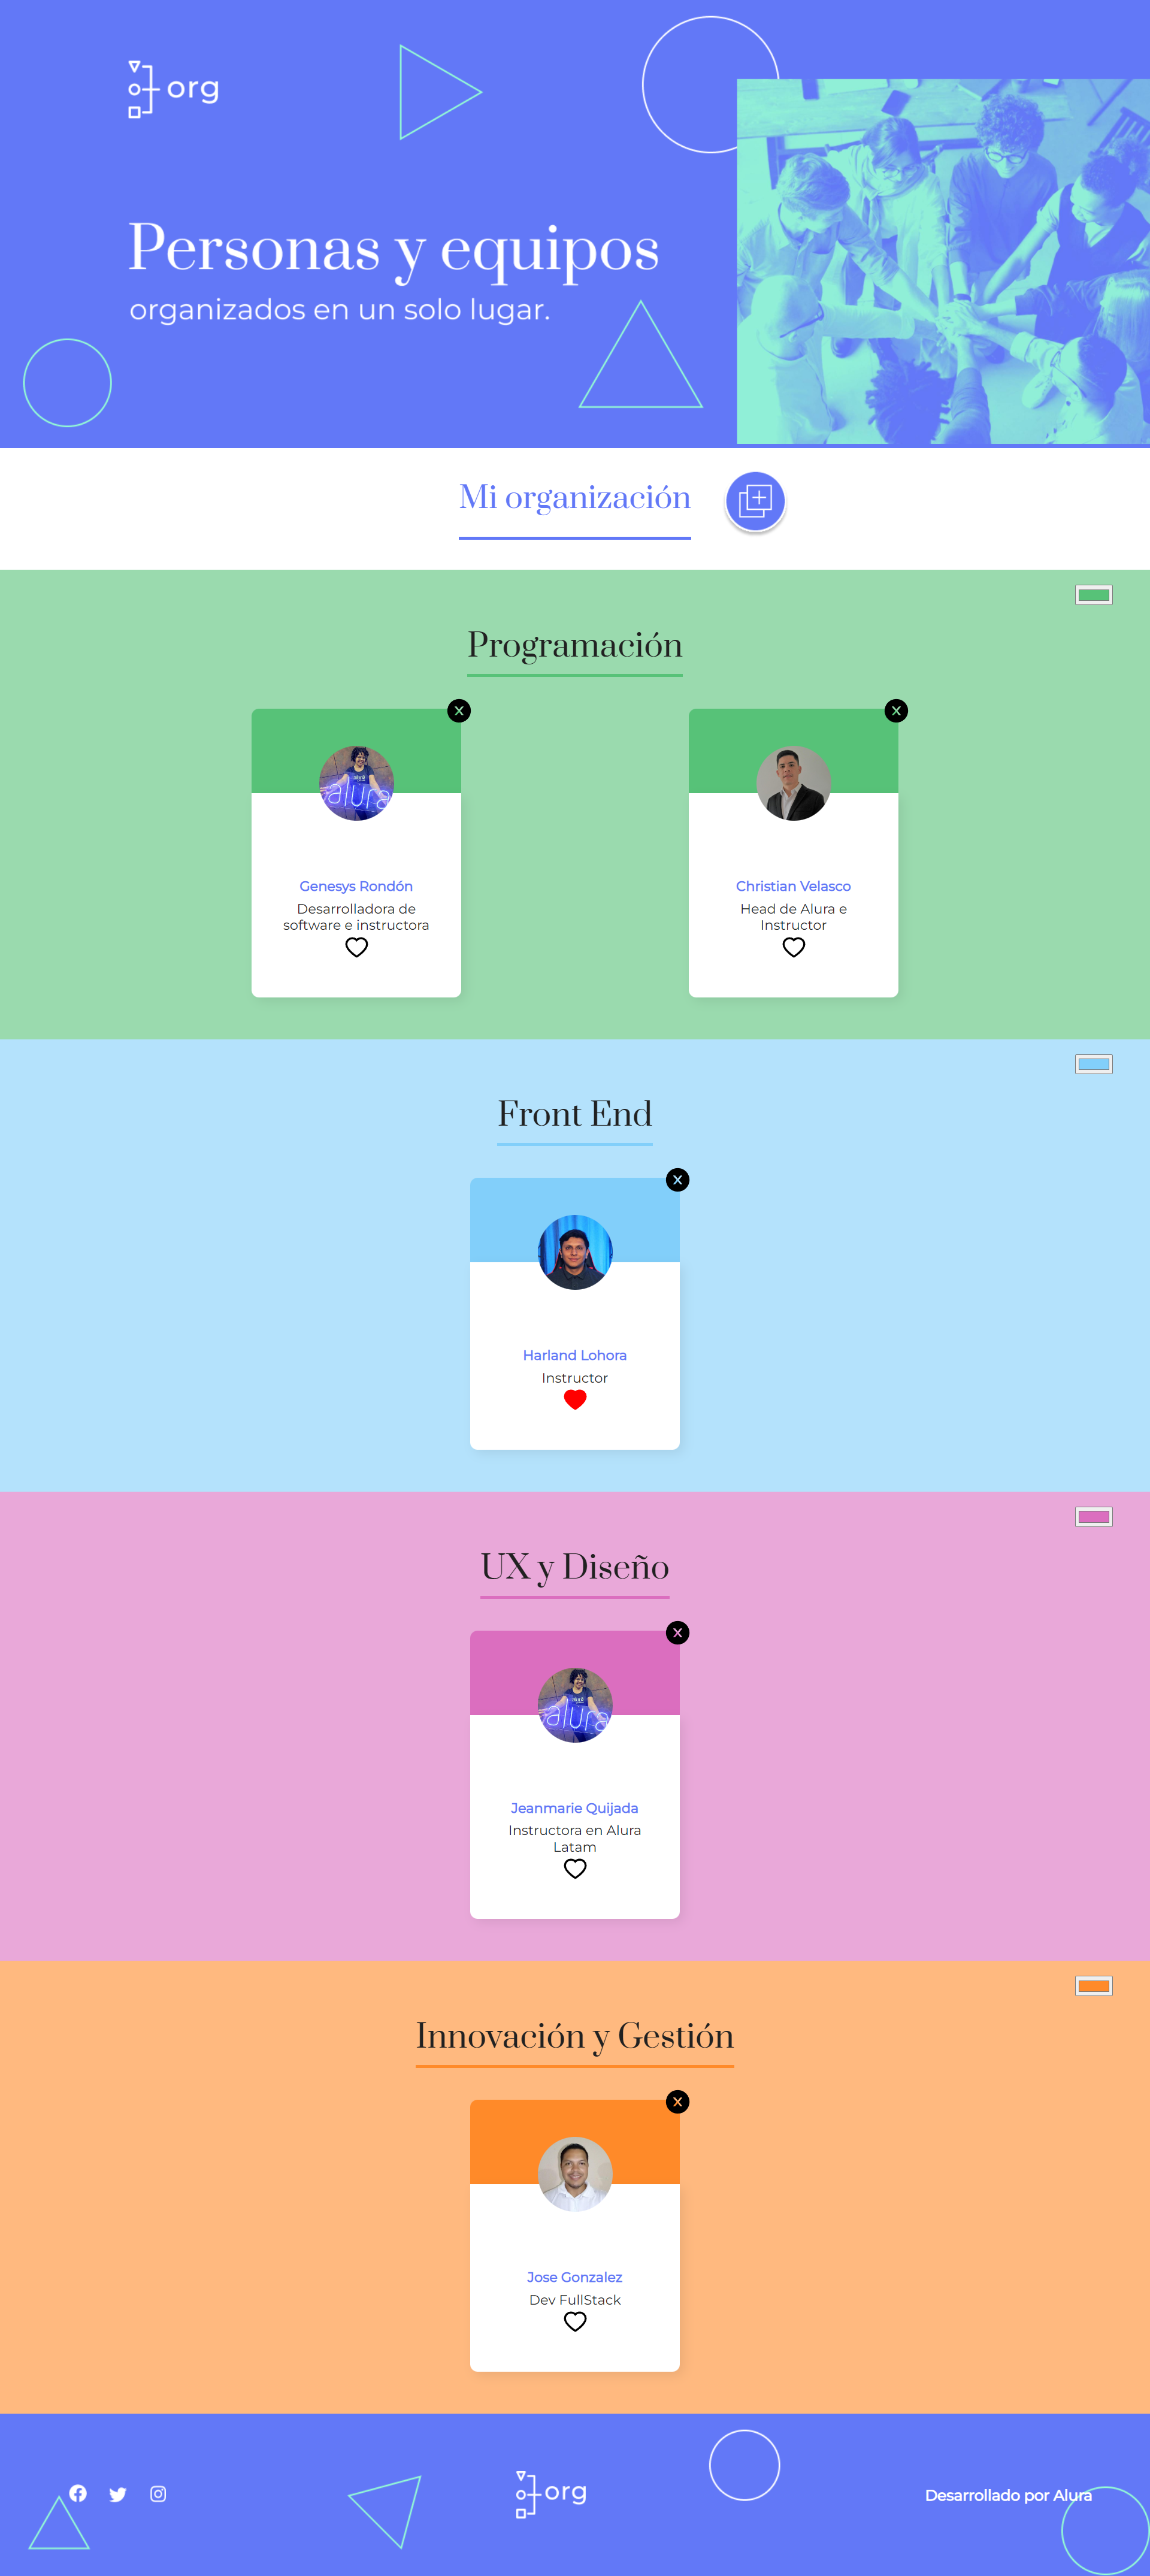 org
Personas y equipos
organizados en un solo lugar.
Mi organización
Programación
X
X
alura
Genesys Rondón
Desarrolladora de
software e instructora
Christian Velasco
Head de Alura e
Instructor
Front End
X
Harland Lohora
Instructor
UX y Diseño
X
alura
Jeanmarie Quijada
Instructora en Alura
Latam
Innovación y Gestión
X
Jose Gonzalez
Dev FullStack
org
Desarrollado por Alura